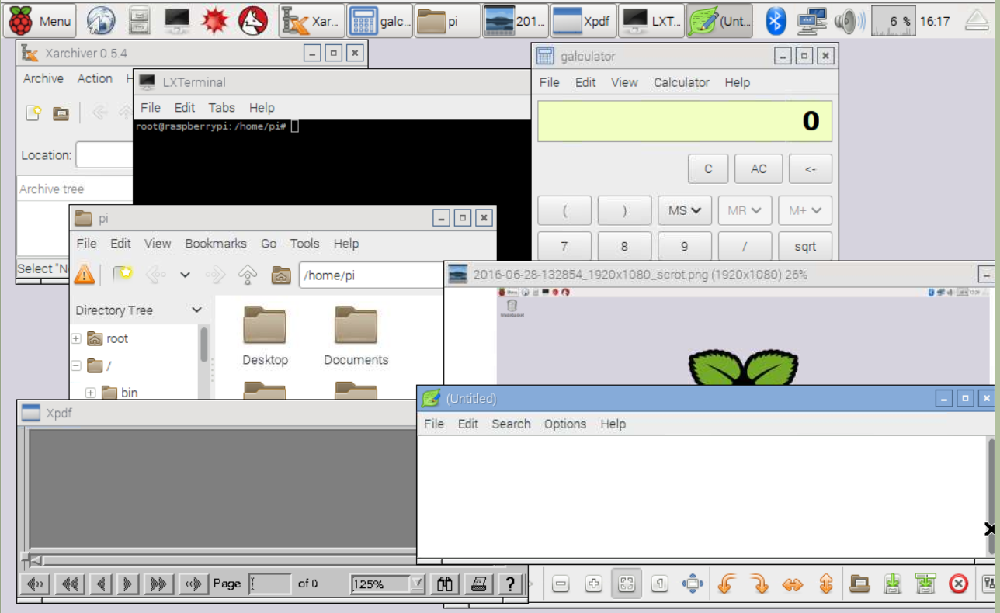 Menu Xar... galc... pi 201... Xpdf LXT... (Unt... 6 % 16:17
Xarchiver 0.5.4
Archive Action H
Location:
Archive tree
Select "N
LXTerminal
File Edit Tabs Help
root@raspberrypi:/home/pi#
galculator
File Edit View Calculator Help
0
C AC <-
( ) MS MR M+
7 8 9 / sqrt
pi
File Edit View Bookmarks Go Tools Help
/home/pi
Directory Tree
root
/
bin
Desktop Documents
2016-06-28-132854_1920x1080_scrot.png (1920x1080) 26%
Menu
(Untitled)
File Edit Search Options Help
Xpdf
Page of 0 125% ?
1